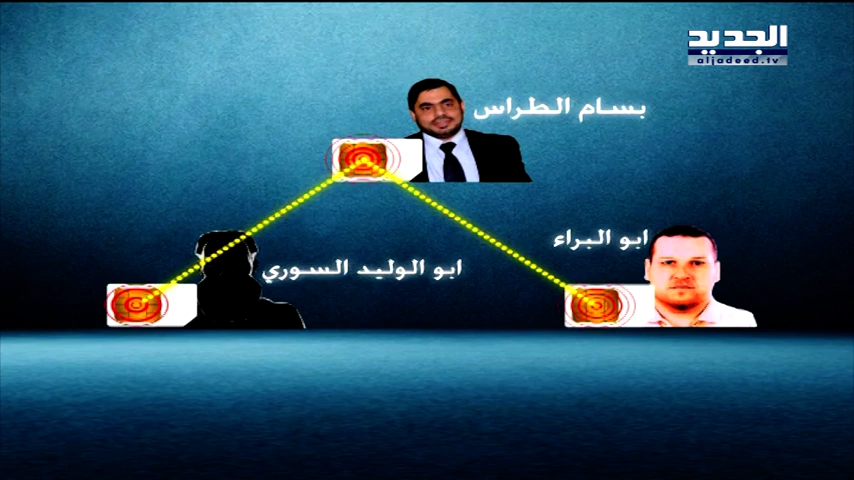 الجديد
aljadeed.tv
بسام الطراس
ابو البراء
ابو الوليد السوري